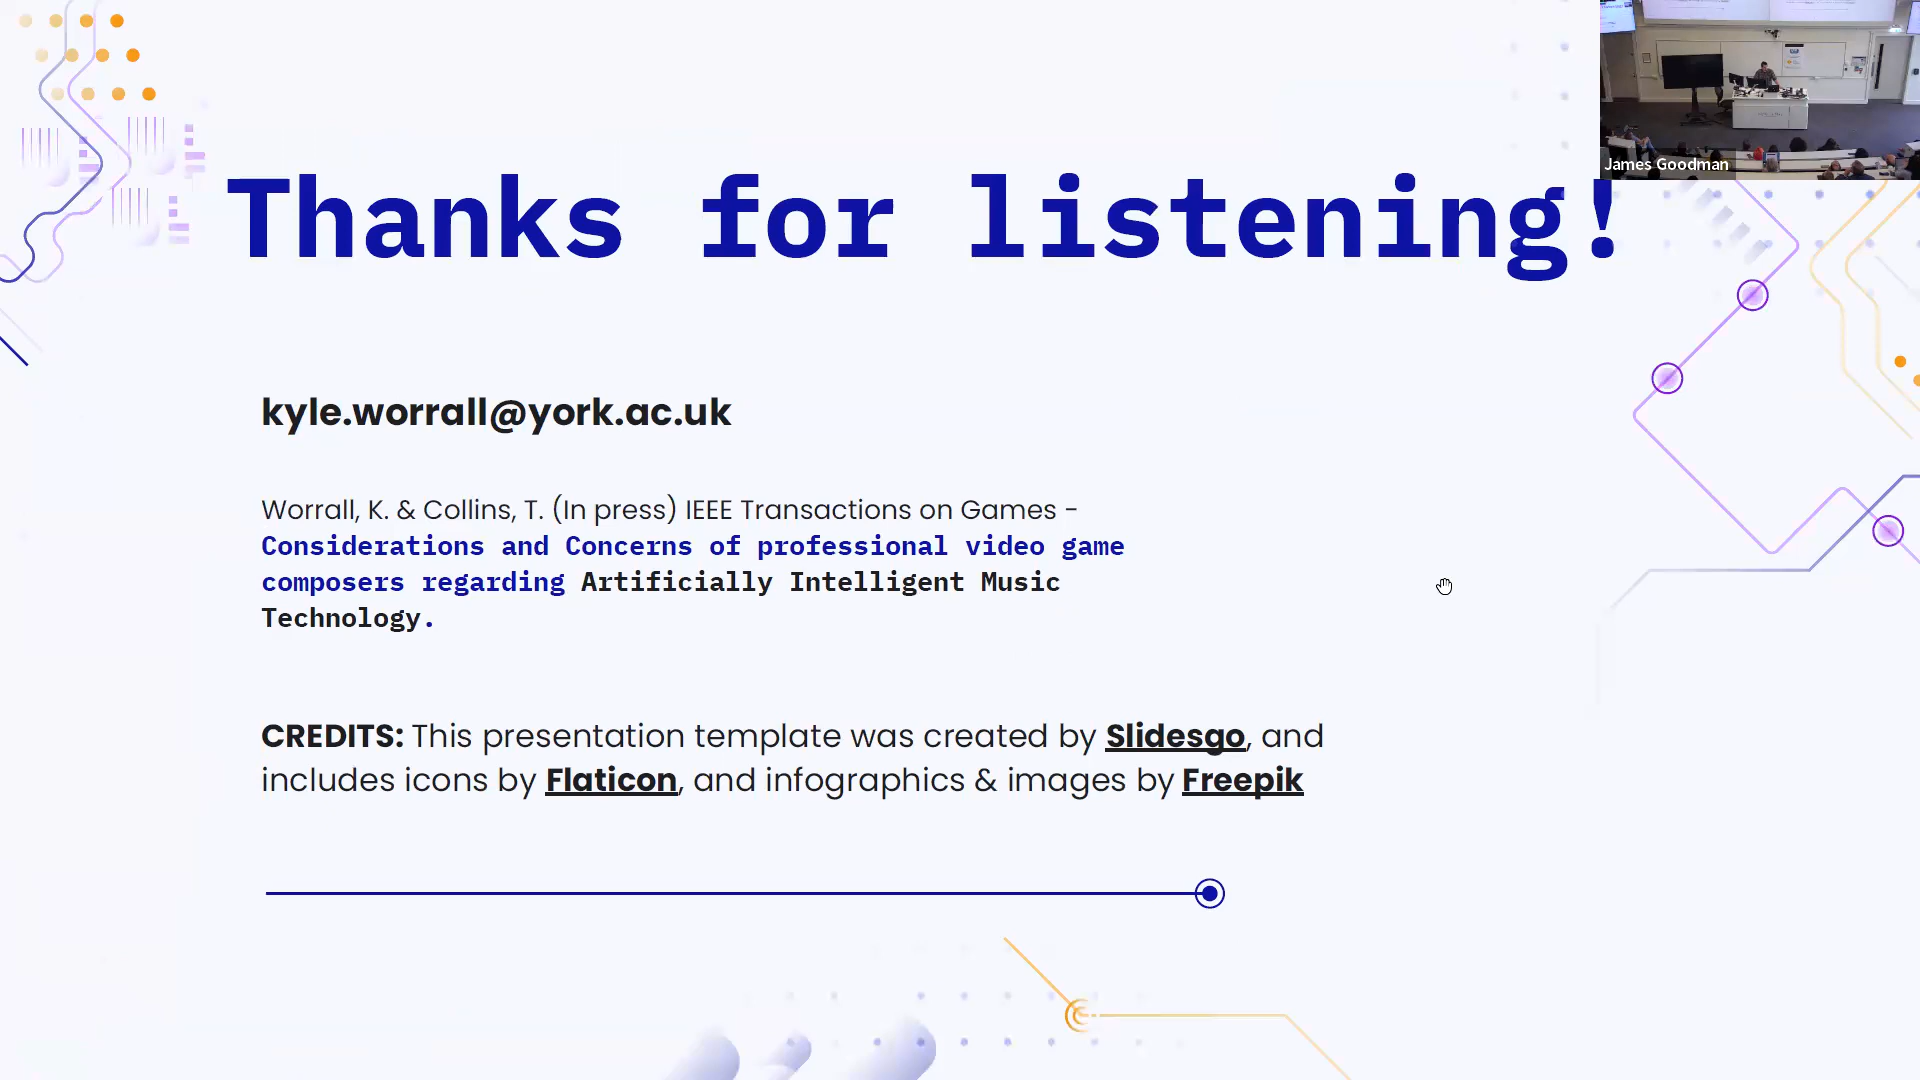 James Goodman
Thanks for listening!
kyle.worrall@york.ac.uk
Worrall, K. & Collins, T. (In press) IEEE Transactions on Games -
Considerations and Concerns of professional video game
composers regarding Artificially Intelligent Music
Technology.
CREDITS: This presentation template was created by Slidesgo, and
includes icons by Flaticon, and infographics & images by Freepik